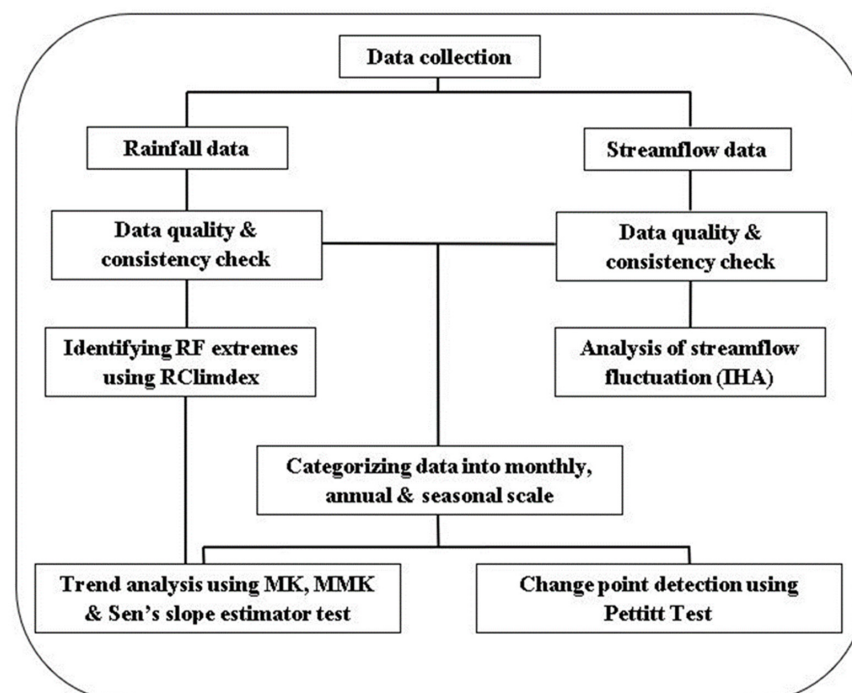 Data collection
Rainfall data
Streamflow data
Data quality &
consistency check
Data quality &
consistency check
Identifying RF extremes
using RClimdex
Analysis of streamflow
fluctuation (IHA)
Categorizing data into monthly,
annual & seasonal scale
Trend analysis using MK, MMK
& Sen's slope estimator test
Change point detection using
Pettitt Test